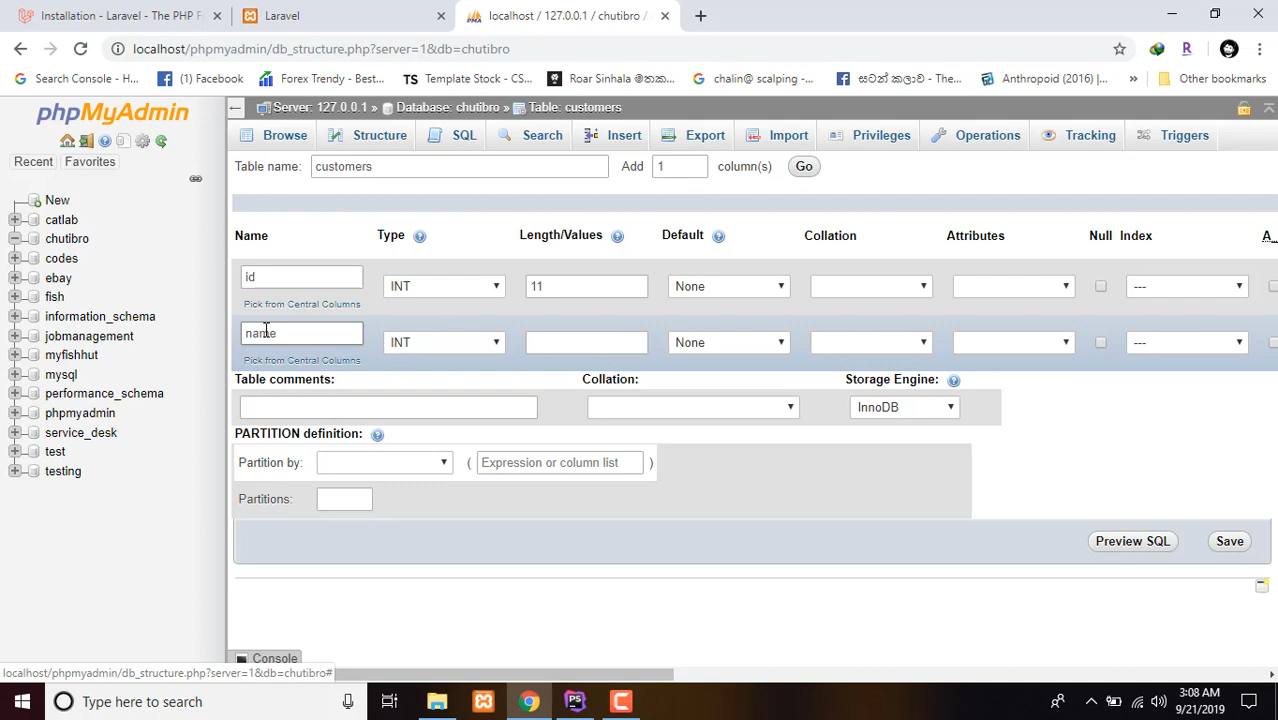 Installation - Laravel - The PHP F
Laravel
localhost / 127.0.0.1 / chutibro /
localhost/phpmyadmin/db_structure.php?server=1&db=chutibro
Search Console - H...
(1) Facebook
Forex Trendy - Best...
TS Template Stock - CS...
chalin@ scalping -...
Anthropoid (2016) |...
Other bookmarks
phpMyAdmin
Recent
Favorites
New
catlab
chutibro
codes
ebay
fish
information_schema
jobmanagement
myfishhut
mysql
performance_schema
phpmyadmin
service_desk
test
testing
Server: 127.0.0.1 » Database: chutibro » Table: customers
Browse
Structure
SQL
Search
Insert
Export
Import
Privileges
Operations
Tracking
Triggers
Table name: customers Add 1 column(s) Go
Name Type Length/Values Default Collation Attributes Null Index A...
id INT 11 None ---
Pick from Central Columns
name INT None ---
Pick from Central Columns
Table comments: Collation: Storage Engine:
InnoDB
PARTITION definition:
Partition by: ( Expression or column list )
Partitions:
Preview SQL Save
Console
localhost/phpmyadmin/db_structure.php?server=1&db=chutibro#
Type here to search
3:08 AM
9/21/2019